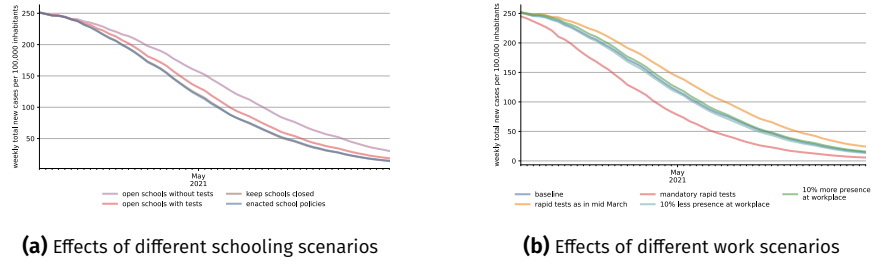 weekly total new cases per 100,000 inhabitants
250
200
150
100
50
May
2021
open schools without tests
keep schools closed
open schools with tests
enacted school policies
(a) Effects of different schooling scenarios
weekly total new cases per 100,000 inhabitants
250
200
150
100
50
0
May
2021
baseline
mandatory rapid tests
10% more presence
at workplace
rapid tests as in mid March
10% less presence at workplace
(b) Effects of different work scenarios